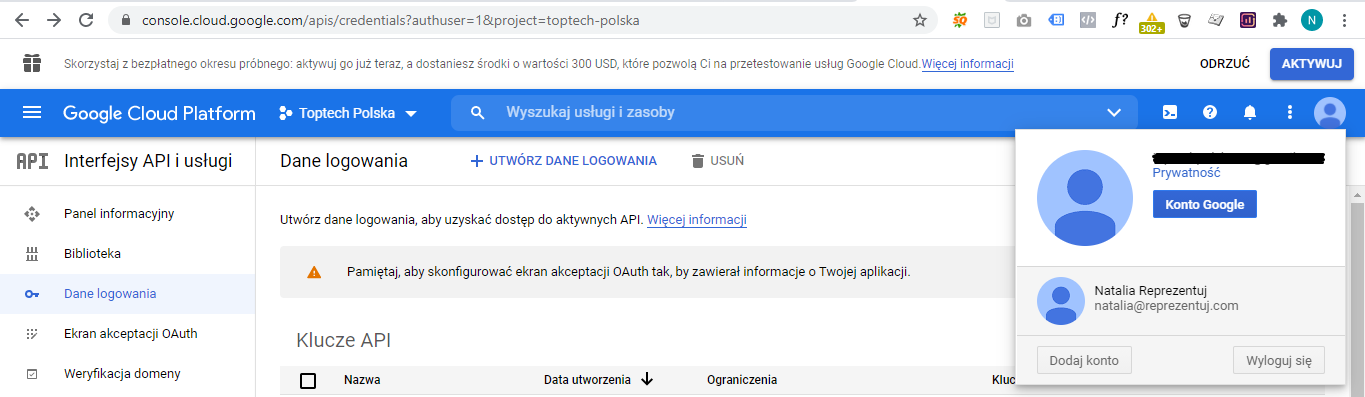 console.cloud.google.com/apis/credentials?authuser=1&project=toptech-polska
302+
N
Skorzystaj z bezpłatnego okresu próbnego: aktywuj go już teraz, a dostaniesz środki o wartości 300 USD, które pozwolą Ci na przetestowanie usług Google Cloud. Więcej informacji
ODRZUĆ
AKTYWUJ
Google Cloud Platform
Toptech Polska
Wyszukaj usługi i zasoby
API Interfejsy API i usługi
Dane logowania
+ UTWÓRZ DANE LOGOWANIA
USUŃ
Prywatność
Konto Google
Panel informacyjny
Biblioteka
Dane logowania
Ekran akceptacji OAuth
Weryfikacja domeny
Utwórz dane logowania, aby uzyskać dostęp do aktywnych API. Więcej informacji
Pamiętaj, aby skonfigurować ekran akceptacji OAuth tak, by zawierał informacje o Twojej aplikacji.
Klucze API
Nazwa
Data utworzenia
Ograniczenia
Kluc
Natalia Reprezentuj
natalia@reprezentuj.com
Dodaj konto
Wyloguj się